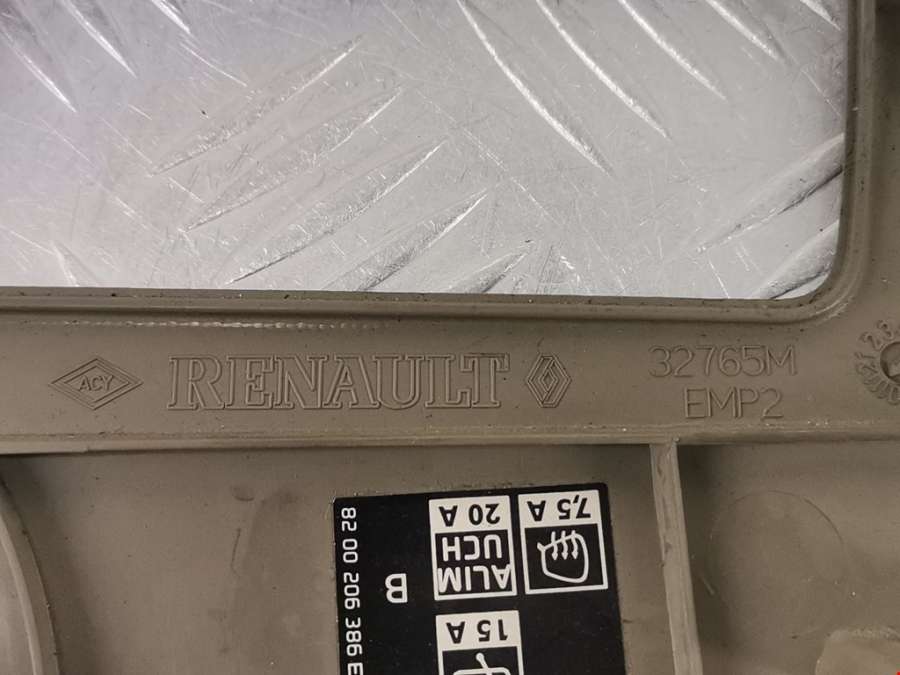 ACY RENAULT 32765M
EMP2
7,5 A
ALIM
UCH
20 A
B
15 A
82 00 206 386 E